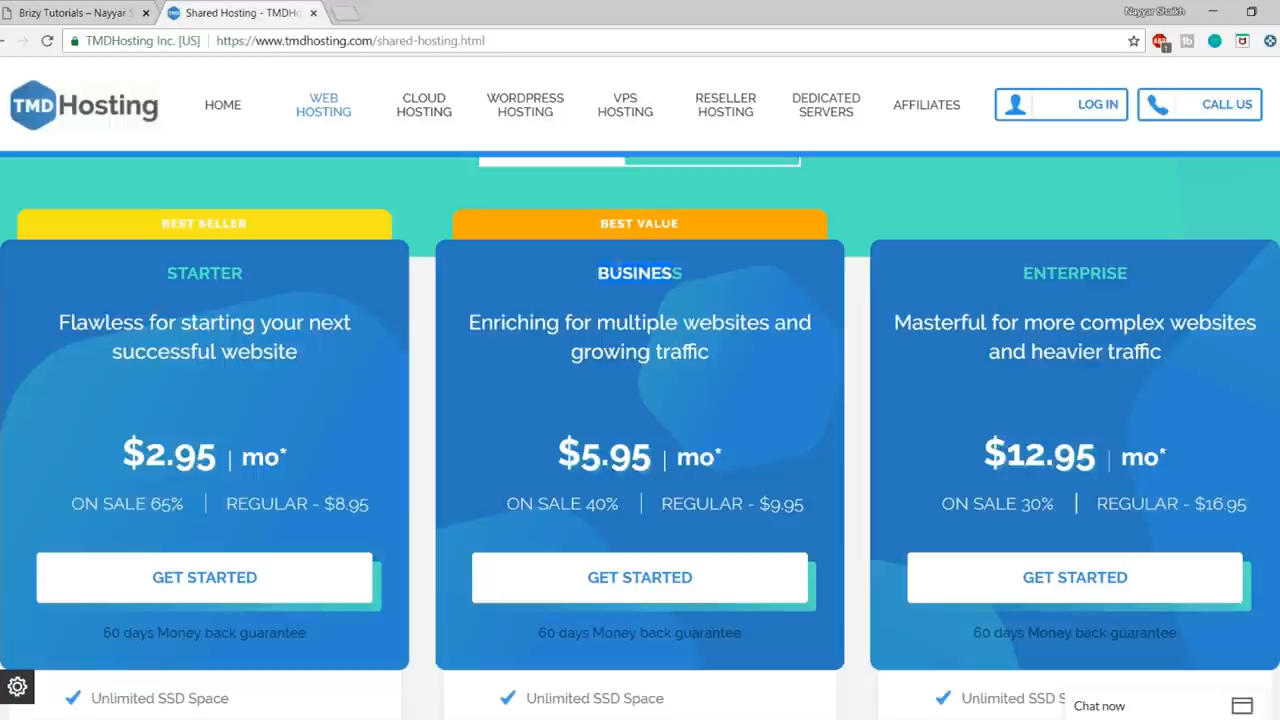 Brizy Tutorials – Nayyar S
Shared Hosting - TMDHo
Nayyar Shaikh
TMDHosting Inc. [US]
https://www.tmdhosting.com/shared-hosting.html
TMD Hosting
HOME
WEB
HOSTING
CLOUD
HOSTING
WORDPRESS
HOSTING
VPS
HOSTING
RESELLER
HOSTING
DEDICATED
SERVERS
AFFILIATES
LOG IN
CALL US
BEST SELLER
STARTER
Flawless for starting your next
successful website
$2.95 | mo*
ON SALE 65% | REGULAR - $8.95
GET STARTED
60 days Money back guarantee
Unlimited SSD Space
BEST VALUE
BUSINESS
Enriching for multiple websites and
growing traffic
$5.95 | mo*
ON SALE 40% | REGULAR - $9.95
GET STARTED
60 days Money back guarantee
Unlimited SSD Space
ENTERPRISE
Masterful for more complex websites
and heavier traffic
$12.95 | mo*
ON SALE 30% | REGULAR - $16.95
GET STARTED
60 days Money back guarantee
Unlimited SSD S
Chat now